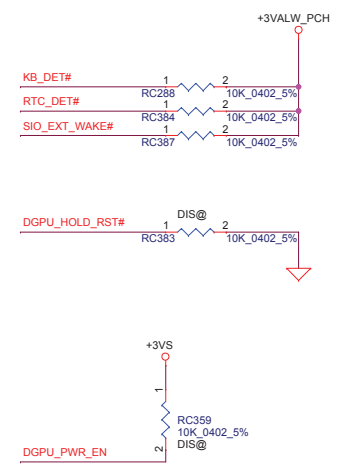 +3VALW_PCH
KB_DET#
1 2
RC288 10K_0402_5%
RTC_DET#
1 2
RC384 10K_0402_5%
SIO_EXT_WAKE#
1 2
RC387 10K_0402_5%
DIS@
DGPU_HOLD_RST#
1 2
RC383 10K_0402_5%
+3VS
1
RC359
10K_0402_5%
DIS@
2
DGPU_PWR_EN